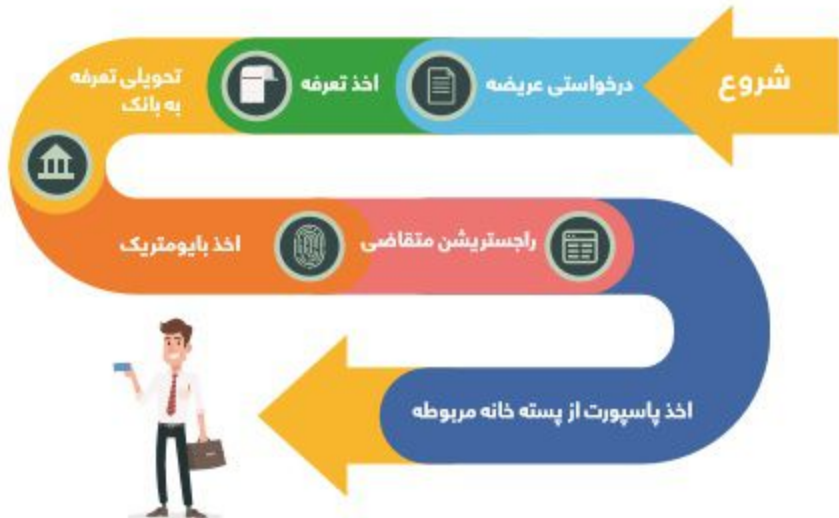 شروع
درخواستی عریضه
اخذ تعرفه
تحویلی تعرفه
به بانک
اخذ بایومتریک
راجستریشن متقاضی
اخذ پاسپورت از پسته خانه مربوطه